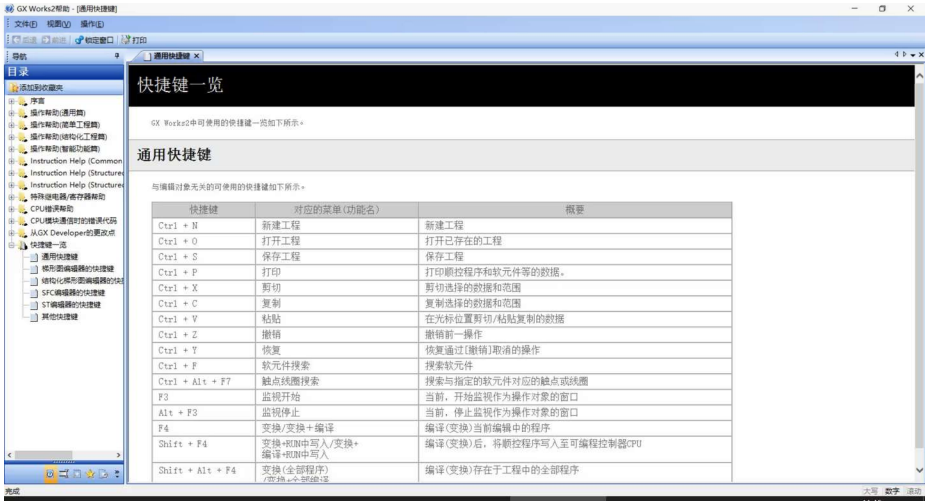 GX Works2帮助 - [通用快捷键]
文件(F) 视图(V) 操作(E)
后退 前进 锁定窗口 打印
导航
通用快捷键
目录
添加到收藏夹
序言
操作帮助(通用篇)
操作帮助(简单工程篇)
操作帮助(结构化工程篇)
操作帮助(智能功能篇)
Instruction Help (Common
Instruction Help (Structure
Instruction Help (Structure
特殊继电器/寄存器帮助
CPU错误帮助
CPU模块通信时的错误代码
从GX Developer的更改点
快捷键一览
通用快捷键
梯形图编辑器的快捷键
结构化梯形图编辑器的快
SFC编辑器的快捷键
ST编辑器的快捷键
其他快捷键
快捷键一览
GX Works2中可使用的快捷键一览如下所示。
通用快捷键
与编辑对象无关的可使用的快捷键如下所示。
快捷键 对应的菜单(功能名) 概要
Ctrl + N 新建工程 新建工程
Ctrl + O 打开工程 打开已存在的工程
Ctrl + S 保存工程 保存工程
Ctrl + P 打印 打印顺控程序和软元件等的数据。
Ctrl + X 剪切 剪切选择的数据和范围
Ctrl + C 复制 复制选择的数据和范围
Ctrl + V 粘贴 在光标位置剪切/粘贴复制的数据
Ctrl + Z 撤销 撤销前一操作
Ctrl + Y 恢复 恢复通过[撤销]取消的操作
Ctrl + F 软元件搜索 搜索软元件
Ctrl + Alt + F7 触点线圈搜索 搜索与指定的软元件对应的触点或线圈
F3 监视开始 当前，开始监视作为操作对象的窗口
Alt + F3 监视停止 当前，停止监视作为操作对象的窗口
F4 变换/变换+编译 编译(变换)当前编辑中的程序
Shift + F4 变换+RUN中写入/变换+ 编译(变换)后，将顺控程序写入至可编程控制器CPU
编译+RUN中写入
Shift + Alt + F4 变换(全部程序) 编译(变换)存在于工程中的全部程序
/变换+全部编译
完成
大写 数字 滚动